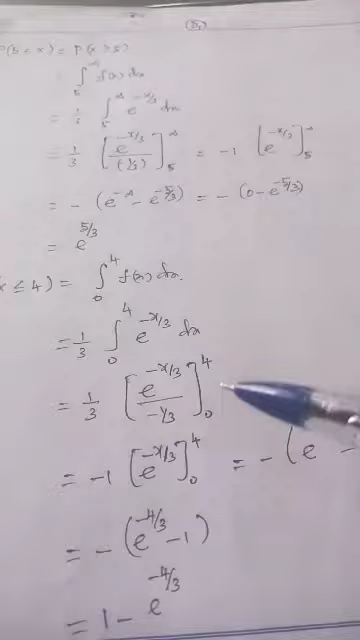 P(5 < x) = P(x > 5)
= ∫_5^∞ f(x) dx
= 1/3 ∫_5^∞ e^{-x/3} dx
= 1/3 [e^{-x/3}/(-1/3)]_5^∞ = -1 [e^{-x/3}]_5^∞
= - (e^{-∞} - e^{-5/3}) = - (0 - e^{-5/3})
= e^{5/3}
(x ≤ 4) = ∫_0^4 f(x) dx.
= 1/3 ∫_0^4 e^{-x/3} dx
= 1/3 [e^{-x/3}/-1/3]_0^4
= -1 [e^{-x/3}]_0^4 = - (e -
= - (e^{-4/3} - 1)
= 1 - e^{-4/3}